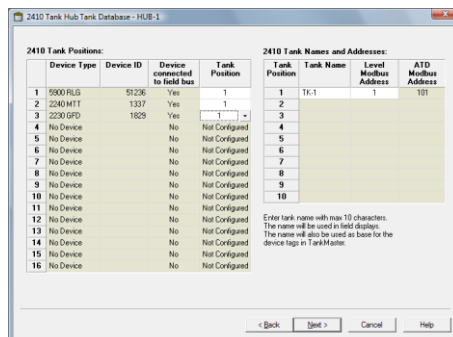 2410 Tank Hub Tank Database - HUB-1
2410 Tank Positions:
Device Type Device ID Device connected to field bus Tank Position
1 5900 RLG 51236 Yes 1
2 2240 MTT 1337 Yes 1
3 2230 GFD 1829 Yes 1
4 No Device No Not Configured
5 No Device No Not Configured
6 No Device No Not Configured
7 No Device No Not Configured
8 No Device No Not Configured
9 No Device No Not Configured
10 No Device No Not Configured
11 No Device No Not Configured
12 No Device No Not Configured
13 No Device No Not Configured
14 No Device No Not Configured
15 No Device No Not Configured
16 No Device No Not Configured
2410 Tank Names and Addresses:
Tank Position Tank Name Level Modbus Address ATD Modbus Address
1 TK-1 1 101
2
3
4
5
6
7
8
9
10
Enter tank name with max 10 characters.
The name will be used in field displays.
The name will also be used as base for the
device tags in TankMaster.
< Back Next > Cancel Help